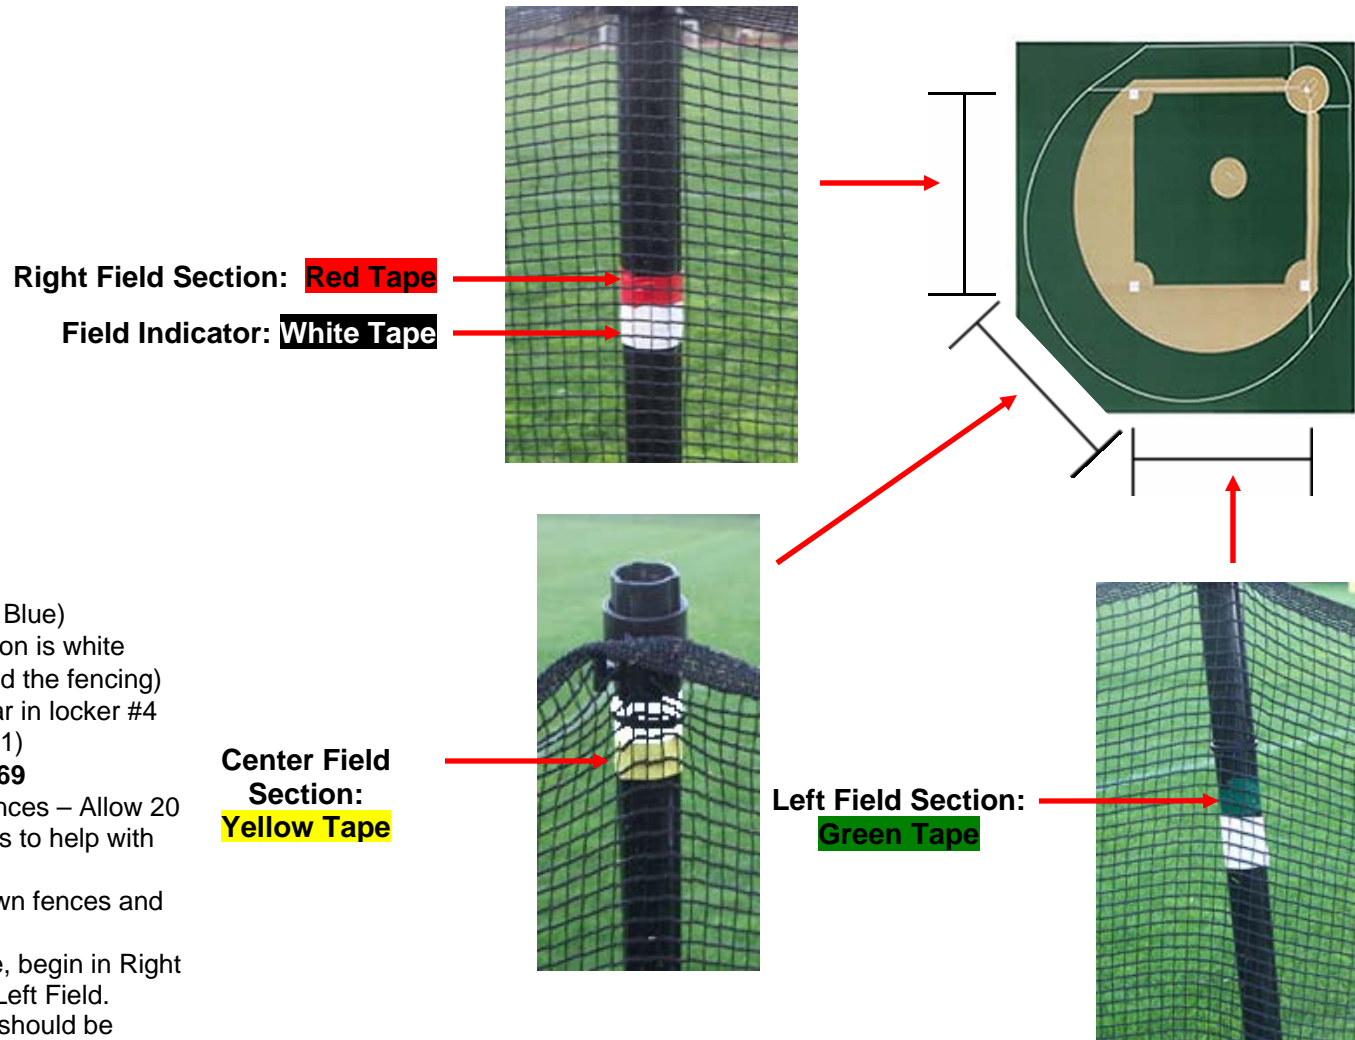 Right Field Section: Red Tape
Field Indicator: White Tape
Blue)
on is white
d the fencing)
ar in locker #4
1)
69
nces – Allow 20
s to help with
wn fences and
e, begin in Right
Left Field.
should be
Center Field
Section:
Yellow Tape
Left Field Section:
Green Tape